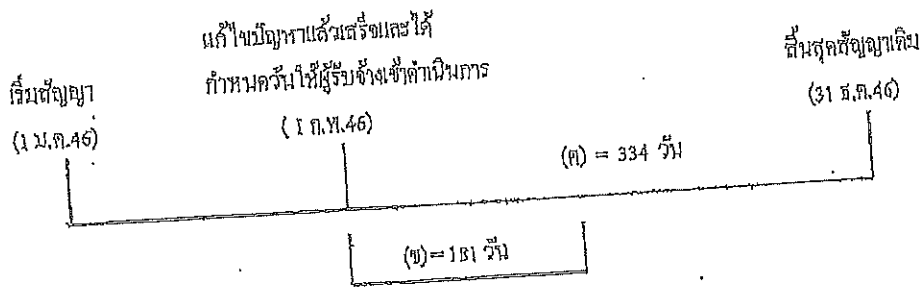 แก้ไขปัญหาแล้วเสร็จและได้
กำหนดวันให้ผู้รับจ้างเข้าดำเนินการ
(1 ก.พ.46)
เริ่มสัญญา
(1 ม.ค.46)
สิ้นสุดสัญญาเดิม
(31 ธ.ค.46)
(ค) = 334 วัน
(ข)=181 วัน